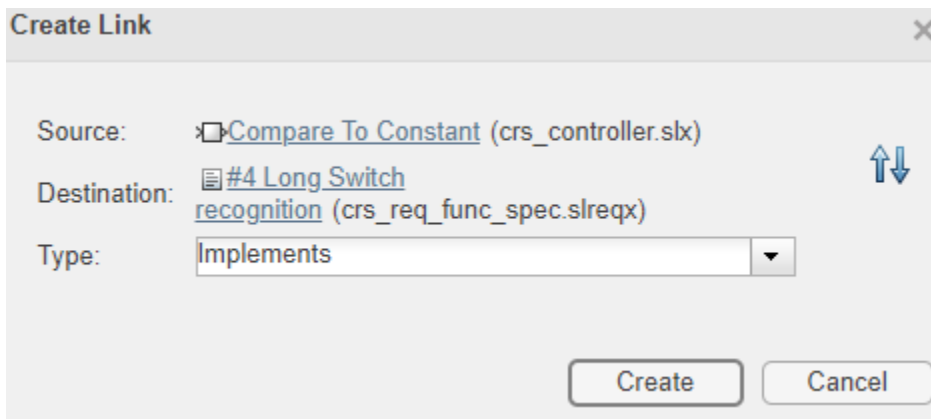 Create Link
Source: Compare To Constant (crs_controller.slx)
Destination: #4 Long Switch
recognition (crs_req_func_spec.slreqx)
Type: Implements
Create Cancel